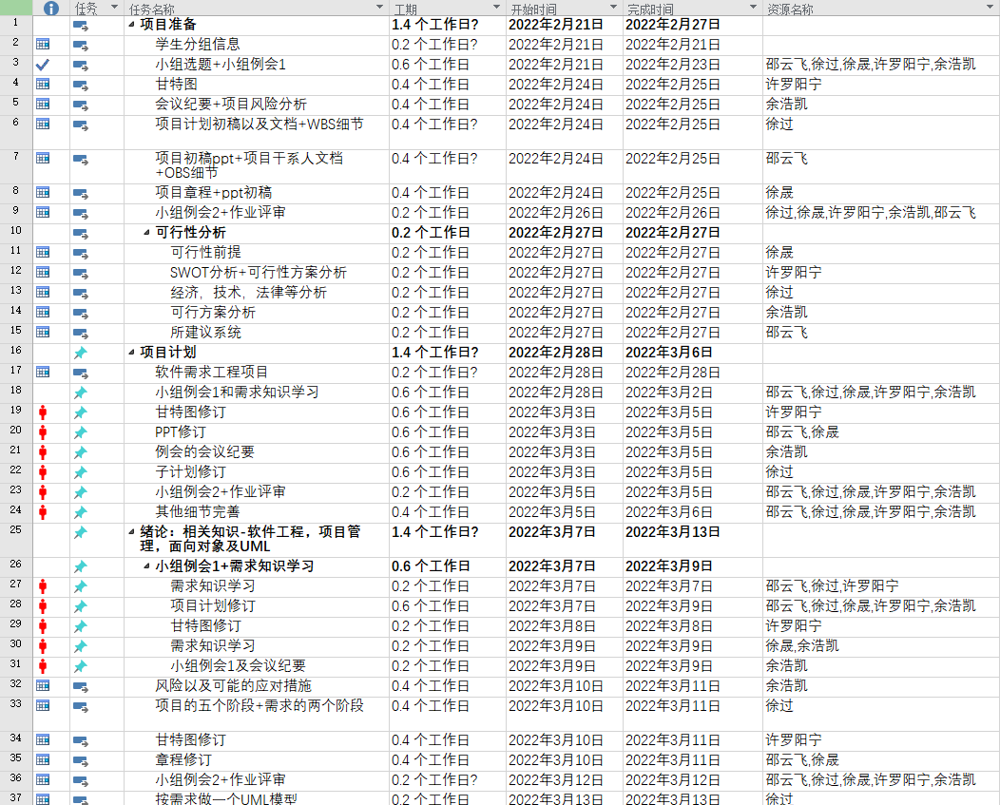 任务 任务名称 工期 开始时间 完成时间 资源名称
1 项目准备 1.4 个工作日? 2022年2月21日 2022年2月27日
2 学生分组信息 0.2 个工作日? 2022年2月21日 2022年2月21日
3 小组选题+小组例会1 0.6 个工作日 2022年2月21日 2022年2月23日 邵云飞,徐过,徐晟,许罗阳宁,余浩凯
4 甘特图 0.4 个工作日 2022年2月24日 2022年2月25日 许罗阳宁
5 会议纪要+项目风险分析 0.4 个工作日 2022年2月24日 2022年2月25日 余浩凯
6 项目计划初稿以及文档+WBS细节 0.4 个工作日? 2022年2月24日 2022年2月25日 徐过
7 项目初稿ppt+项目干系人文档 0.4 个工作日? 2022年2月24日 2022年2月25日 邵云飞
+OBS细节
8 项目章程+ppt初稿 0.4 个工作日 2022年2月24日 2022年2月25日 徐晟
9 小组例会2+作业评审 0.2 个工作日 2022年2月26日 2022年2月26日 徐过,徐晟,许罗阳宁,余浩凯,邵云飞
10 可行性分析 0.2 个工作日 2022年2月27日 2022年2月27日
11 可行性前提 0.2 个工作日 2022年2月27日 2022年2月27日 徐晟
12 SWOT分析+可行性方案分析 0.2 个工作日 2022年2月27日 2022年2月27日 许罗阳宁
13 经济，技术，法律等分析 0.2 个工作日 2022年2月27日 2022年2月27日 徐过
14 可行方案分析 0.2 个工作日 2022年2月27日 2022年2月27日 余浩凯
15 所建议系统 0.2 个工作日 2022年2月27日 2022年2月27日 邵云飞
16 项目计划 1.4 个工作日? 2022年2月28日 2022年3月6日
17 软件需求工程项目 0.2 个工作日? 2022年2月28日 2022年2月28日
18 小组例会1和需求知识学习 0.6 个工作日 2022年2月28日 2022年3月2日 邵云飞,徐过,徐晟,许罗阳宁,余浩凯
19 甘特图修订 0.6 个工作日 2022年3月3日 2022年3月5日 许罗阳宁
20 PPT修订 0.6 个工作日 2022年3月3日 2022年3月5日 邵云飞,徐晟
21 例会的会议纪要 0.6 个工作日 2022年3月3日 2022年3月5日 余浩凯
22 子计划修订 0.6 个工作日 2022年3月3日 2022年3月5日 徐过
23 小组例会2+作业评审 0.2 个工作日 2022年3月5日 2022年3月5日 邵云飞,徐过,徐晟,许罗阳宁,余浩凯
24 其他细节完善 0.4 个工作日 2022年3月5日 2022年3月6日 邵云飞,徐过,徐晟,许罗阳宁,余浩凯
25 绪论：相关知识-软件工程，项目管 1.4 个工作日? 2022年3月7日 2022年3月13日
理，面向对象及UML
26 小组例会1+需求知识学习 0.6 个工作日 2022年3月7日 2022年3月9日
27 需求知识学习 0.2 个工作日 2022年3月7日 2022年3月7日 邵云飞,徐过,许罗阳宁
28 项目计划修订 0.6 个工作日 2022年3月7日 2022年3月9日 邵云飞,徐过,徐晟,许罗阳宁,余浩凯
29 甘特图修订 0.2 个工作日 2022年3月8日 2022年3月8日 许罗阳宁
30 需求知识学习 0.2 个工作日 2022年3月9日 2022年3月9日 徐晟,余浩凯
31 小组例会1及会议纪要 0.2 个工作日 2022年3月9日 2022年3月9日 余浩凯
32 风险以及可能的应对措施 0.4 个工作日 2022年3月10日 2022年3月11日 余浩凯
33 项目的五个阶段+需求的两个阶段 0.4 个工作日 2022年3月10日 2022年3月11日 徐过
34 甘特图修订 0.4 个工作日 2022年3月10日 2022年3月11日 许罗阳宁
35 章程修订 0.4 个工作日 2022年3月10日 2022年3月11日 邵云飞,徐晟
36 小组例会2+作业评审 0.2 个工作日? 2022年3月12日 2022年3月12日 邵云飞,徐过,徐晟,许罗阳宁,余浩凯
37 按需求做一个UML模型 0.2 个工作日 2022年3月13日 2022年3月13日 徐过